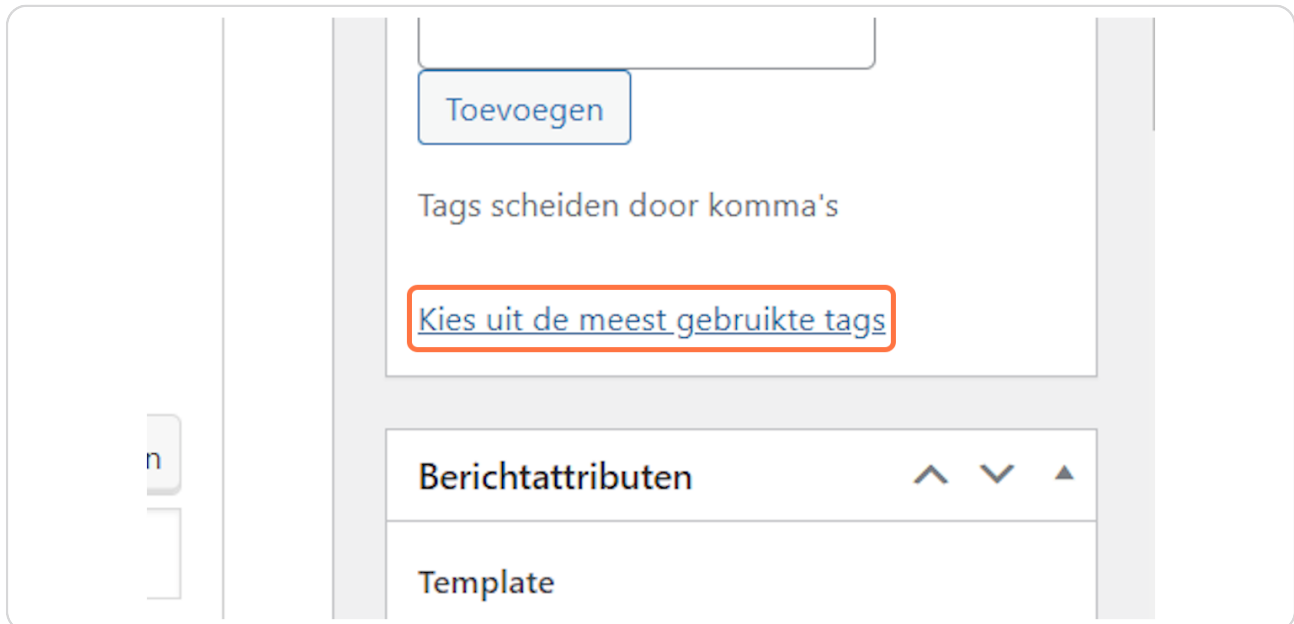 Toevoegen
Tags scheiden door komma's
Kies uit de meest gebruikte tags
n
Berichtattributen
Template